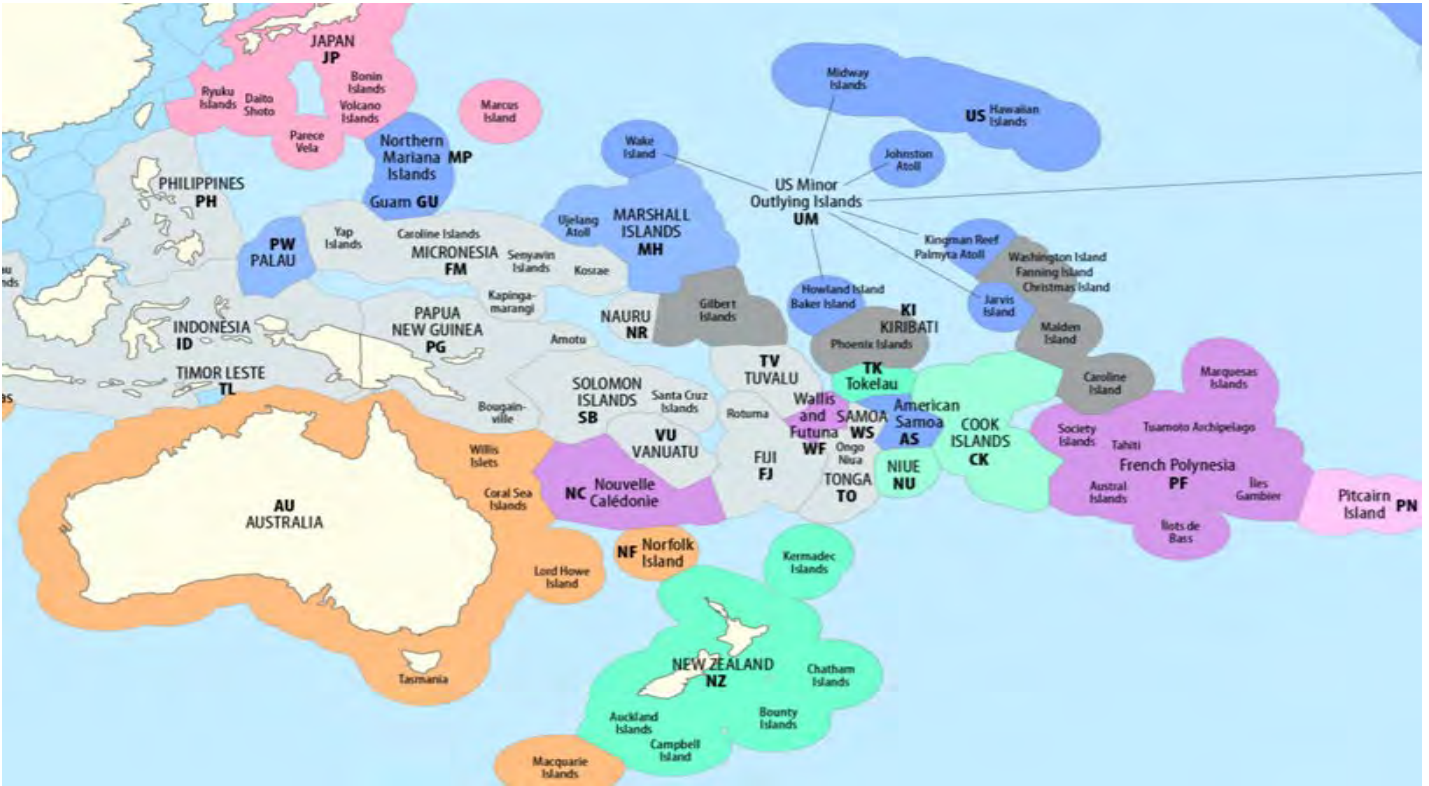 JAPAN
JP
Ryuku
Islands
Daito
Shoto
Bonin
Islands
Volcano
Islands
Parece
Vela
Marcus
Island
Northern
Mariana MP
Islands
Guam GU
Midway
Islands
US Hawaiian
Islands
Wake
Island
Johnston
Atoll
US Minor
Outlying Islands
UM
PHILIPPINES
PH
PW
PALAU
Yap
Islands
Caroline Islands
MICRONESIA
FM
Senyavin
Islands
Kosrae
Kapinga-
marangi
Ujelang
Atoll
MARSHALL
ISLANDS
MH
Kingman Reef
Palmyra Atoll
Washington Island
Fanning Island
Christmas Island
Jarvis
Island
Howland Island
Baker Island
Gilbert
Islands
NAURU
NR
KI
KIRIBATI
Phoenix Islands
Malden
Island
Caroline
Island
INDONESIA
ID
TIMOR LESTE
TL
PAPUA
NEW GUINEA
PG
Amotu
Bougain-
ville
SOLOMON
ISLANDS
SB
Santa Cruz
Islands
TV
TUVALU
TK
Tokelau
Rotuma
Wallis
and
Futuna
WF
SAMOA
WS
American
Samoa
AS
COOK
ISLANDS
CK
Marquesas
Islands
Society
Islands
Tahiti
Tuamoto Archipelago
French Polynesia
PF
Austral
Islands
Îles
Gambier
Îlots de
Bass
Pitcairn PN
Island
VU
VANUATU
FIJI
FJ
Ongo
Niua
TONGA
TO
NIUE
NU
NC Nouvelle
Calédonie
Willis
Islets
Coral Sea
Islands
AU
AUSTRALIA
NF Norfolk
Island
Lord Howe
Island
Kermadec
Islands
Tasmania
NEW ZEALAND
NZ
Chatham
Islands
Bounty
Islands
Auckland
Islands
Campbell
Island
Macquarie
Islands